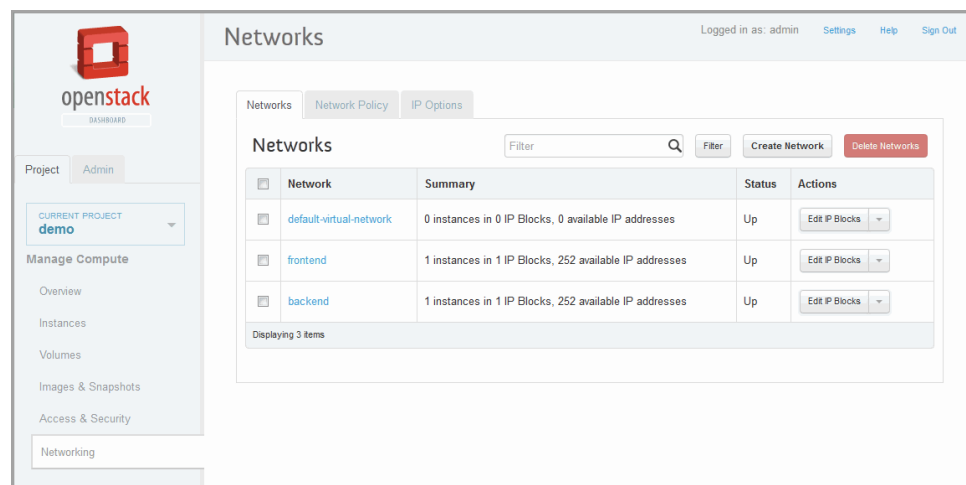 Networks
Logged in as: admin
Settings
Help
Sign Out
openstack
DASHBOARD
Project
Admin
CURRENT PROJECT
demo
Manage Compute
Overview
Instances
Volumes
Images & Snapshots
Access & Security
Networking
Networks
Network Policy
IP Options
Networks
Filter
Filter
Create Network
Delete Networks
Network
Summary
Status
Actions
default-virtual-network
0 instances in 0 IP Blocks, 0 available IP addresses
Up
Edit IP Blocks
frontend
1 instances in 1 IP Blocks, 252 available IP addresses
Up
Edit IP Blocks
backend
1 instances in 1 IP Blocks, 252 available IP addresses
Up
Edit IP Blocks
Displaying 3 items